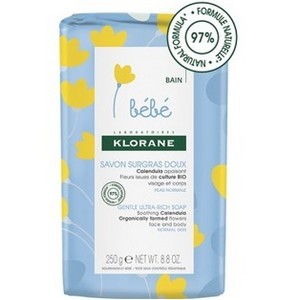 NATURAL FORMULA • FORMULE NATURELLE •
97%
BAIN
bébé
LABORATOIRES
KLORANE
SAVON SURGRAS DOUX
Calendula apaisant
Fleurs issues de culture BIO
visage et corps
PEAU NORMALE
GENTLE ULTRA-RICH SOAP
Soothing Calendula
Organically farmed flowers
face and body
NORMAL SKIN
250 g ℮ NET WT. 8.8 OZ.